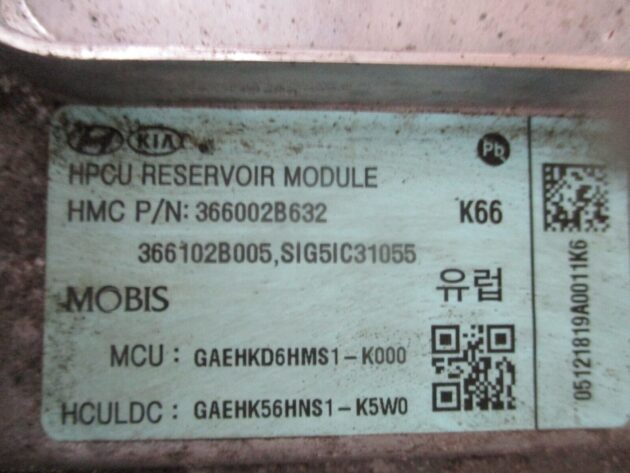 KIA
Pb
HPCU RESERVOIR MODULE
HMC P/N: 366002B632 K66
366102B005,SIG5IC31055
MOBIS 유럽
MCU : GAEHKD6HMS1-K000
HCULDC : GAEHK56HNS1-K5W0
05121819A0011K6